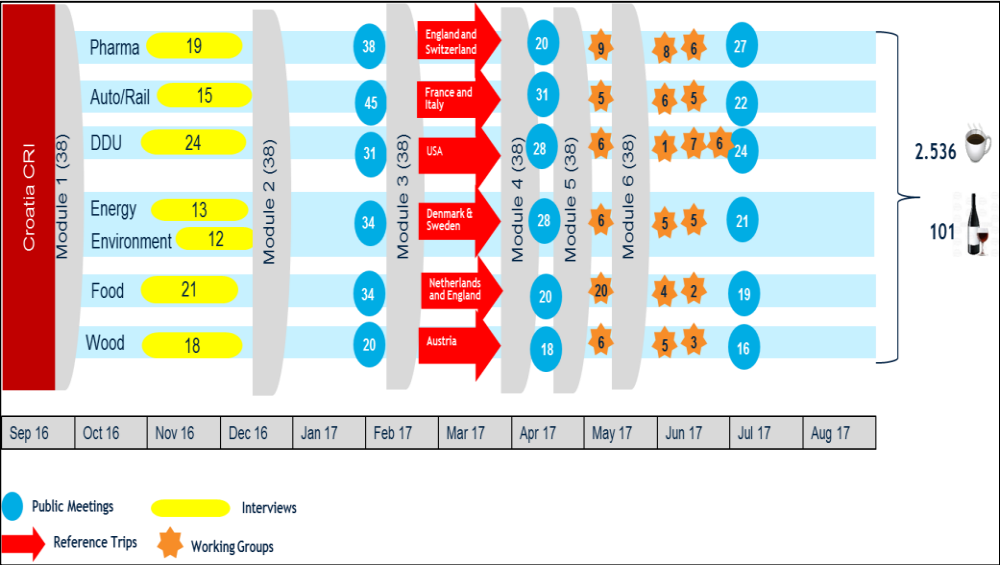 Croatia CRI
Module 1 (38)
Module 2 (38)
Module 3 (38)
Module 4 (38)
Module 5 (38)
Module 6 (38)
Pharma 19 38 England and
Switzerland 20 9 8 6 27
Auto/Rail 15 45 France and
Italy 31 5 6 5 22
DDU 24 31 USA 28 6 1 7 6 24
Energy 13 34 Denmark &
Sweden 28 6 5 5 21
Environment 12
Food 21 34 Netherlands
and England 20 20 4 2 19
Wood 18 20 Austria 18 6 5 3 16
2.536
101
Sep 16 Oct 16 Nov 16 Dec 16 Jan 17 Feb 17 Mar 17 Apr 17 May 17 Jun 17 Jul 17 Aug 17
Public Meetings Interviews
Reference Trips Working Groups